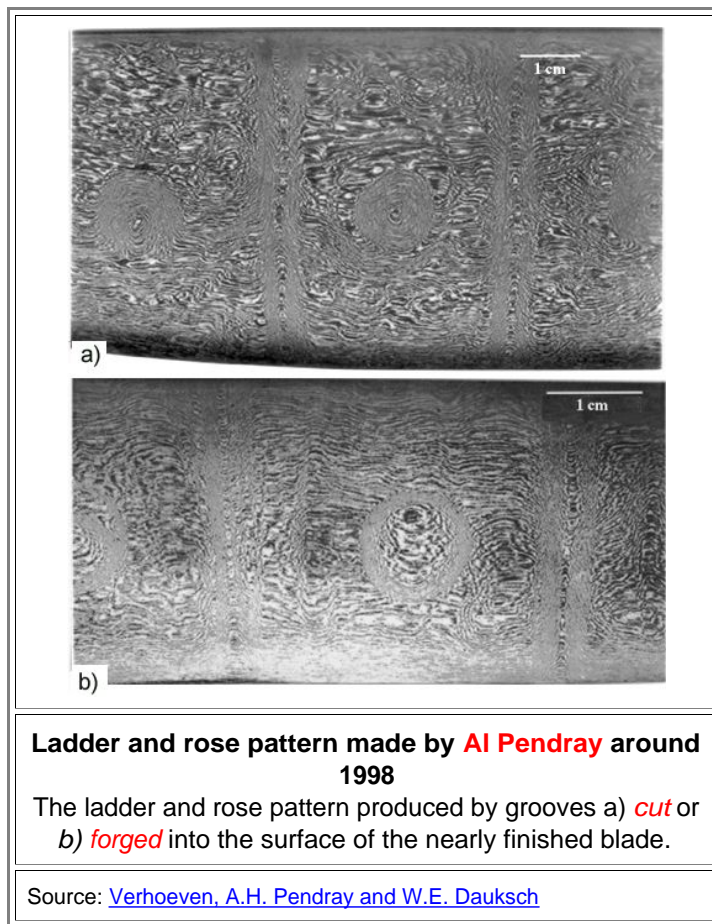 1 cm
a)
1 cm
b)
Ladder and rose pattern made by Al Pendray around
1998
The ladder and rose pattern produced by grooves a) cut or
b) forged into the surface of the nearly finished blade.
Source: Verhoeven, A.H. Pendray and W.E. Dauksch